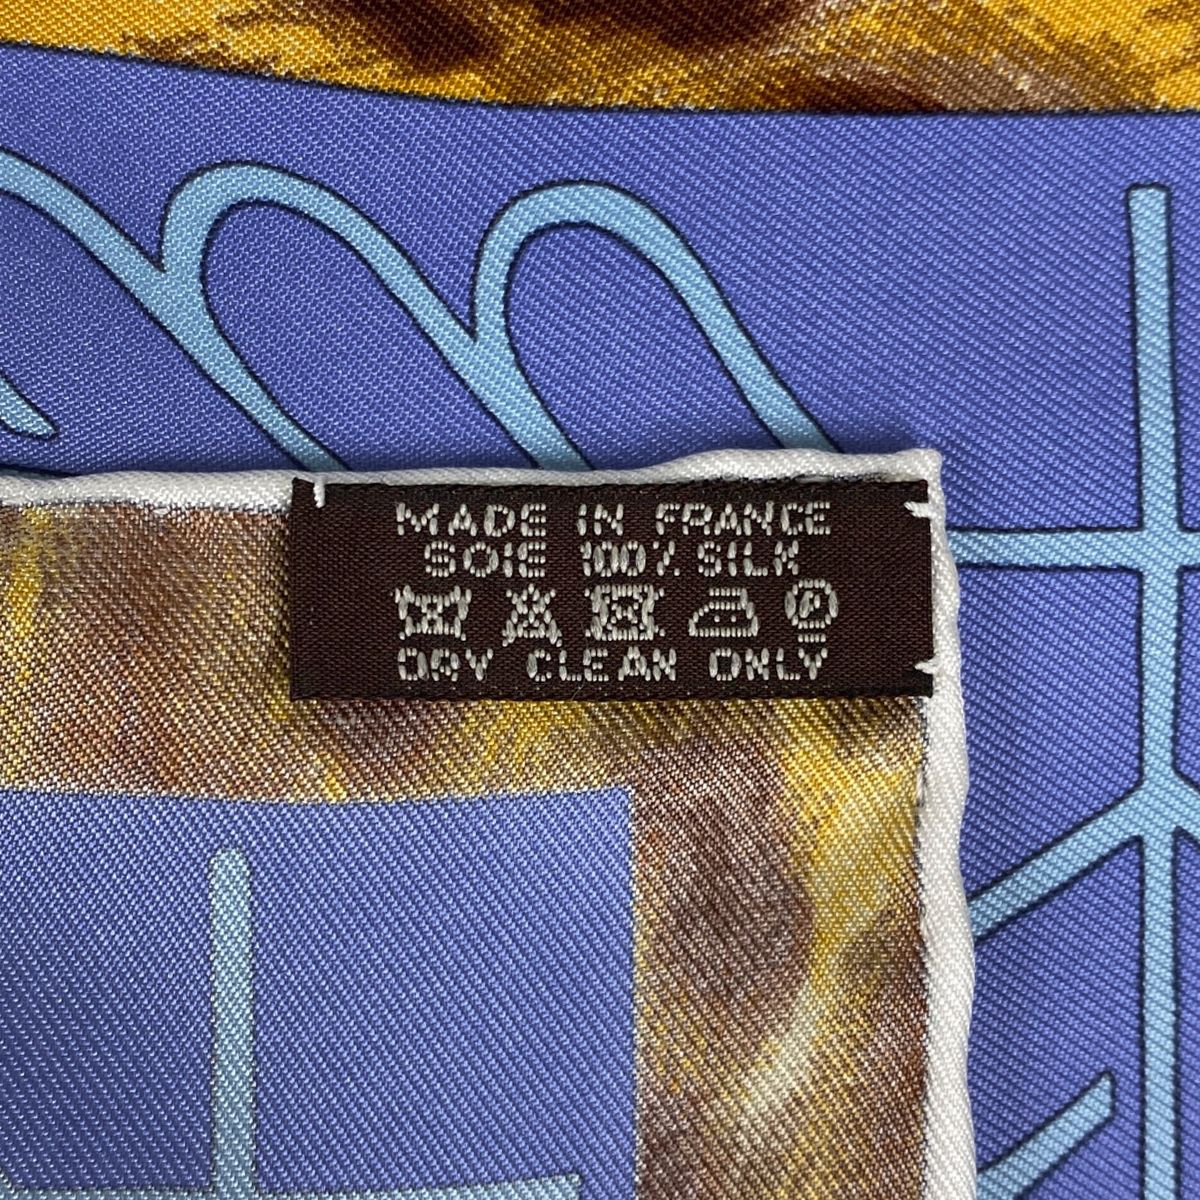 MADE IN FRANCE
SOIE 100% SILK
P
DRY CLEAN ONLY